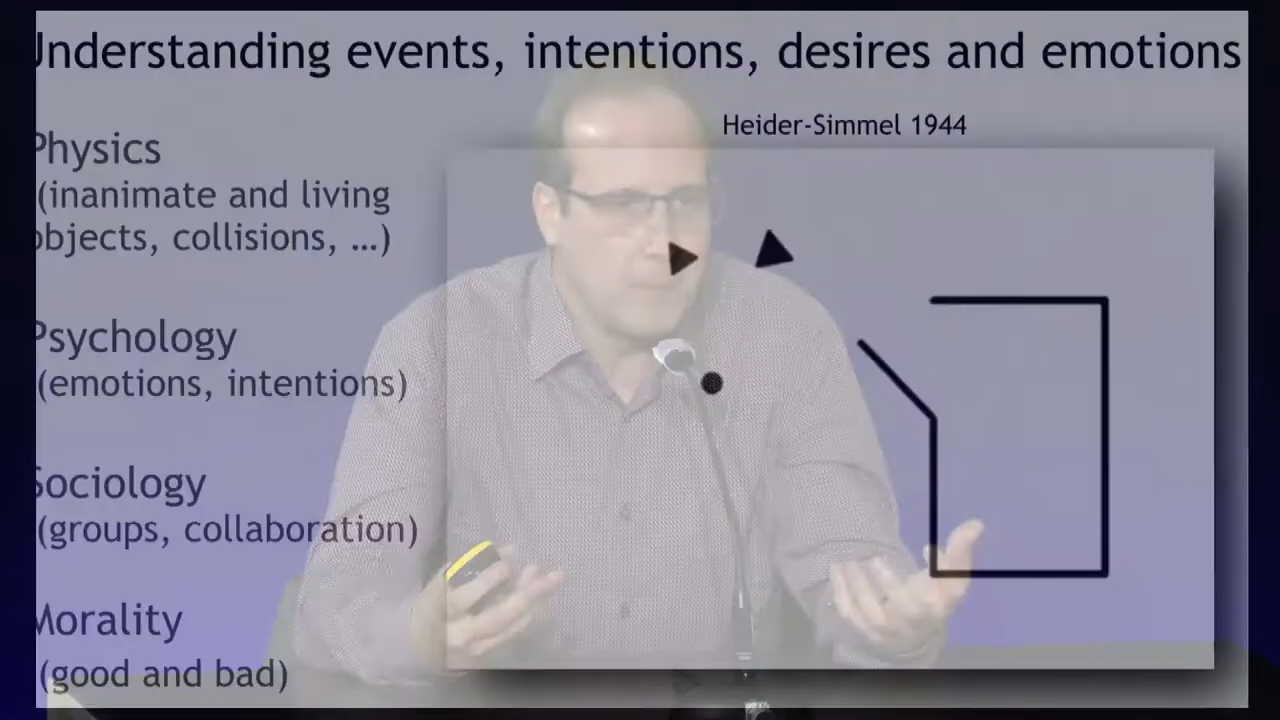 Understanding events, intentions, desires and emotions
Heider-Simmel 1944
Physics
(inanimate and living
objects, collisions, ...)
Psychology
(emotions, intentions)
Sociology
(groups, collaboration)
Morality
(good and bad)